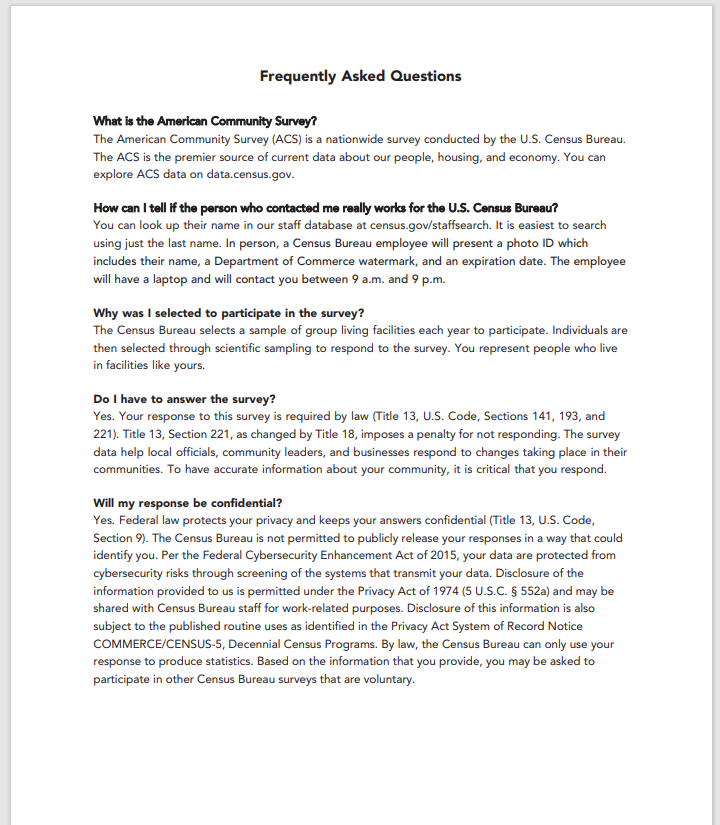 Frequently Asked Questions
What is the American Community Survey?
The American Community Survey (ACS) is a nationwide survey conducted by the U.S. Census Bureau.
The ACS is the premier source of current data about our people, housing, and economy. You can
explore ACS data on data.census.gov.
How can I tell if the person who contacted me really works for the U.S. Census Bureau?
You can look up their name in our staff database at census.gov/staffsearch. It is easiest to search
using just the last name. In person, a Census Bureau employee will present a photo ID which
includes their name, a Department of Commerce watermark, and an expiration date. The employee
will have a laptop and will contact you between 9 a.m. and 9 p.m.
Why was I selected to participate in the survey?
The Census Bureau selects a sample of group living facilities each year to participate. Individuals are
then selected through scientific sampling to respond to the survey. You represent people who live
in facilities like yours.
Do I have to answer the survey?
Yes. Your response to this survey is required by law (Title 13, U.S. Code, Sections 141, 193, and
221). Title 13, Section 221, as changed by Title 18, imposes a penalty for not responding. The survey
data help local officials, community leaders, and businesses respond to changes taking place in their
communities. To have accurate information about your community, it is critical that you respond.
Will my response be confidential?
Yes. Federal law protects your privacy and keeps your answers confidential (Title 13, U.S. Code,
Section 9). The Census Bureau is not permitted to publicly release your responses in a way that could
identify you. Per the Federal Cybersecurity Enhancement Act of 2015, your data are protected from
cybersecurity risks through screening of the systems that transmit your data. Disclosure of the
information provided to us is permitted under the Privacy Act of 1974 (5 U.S.C. § 552a) and may be
shared with Census Bureau staff for work-related purposes. Disclosure of this information is also
subject to the published routine uses as identified in the Privacy Act System of Record Notice
COMMERCE/CENSUS-5, Decennial Census Programs. By law, the Census Bureau can only use your
response to produce statistics. Based on the information that you provide, you may be asked to
participate in other Census Bureau surveys that are voluntary.